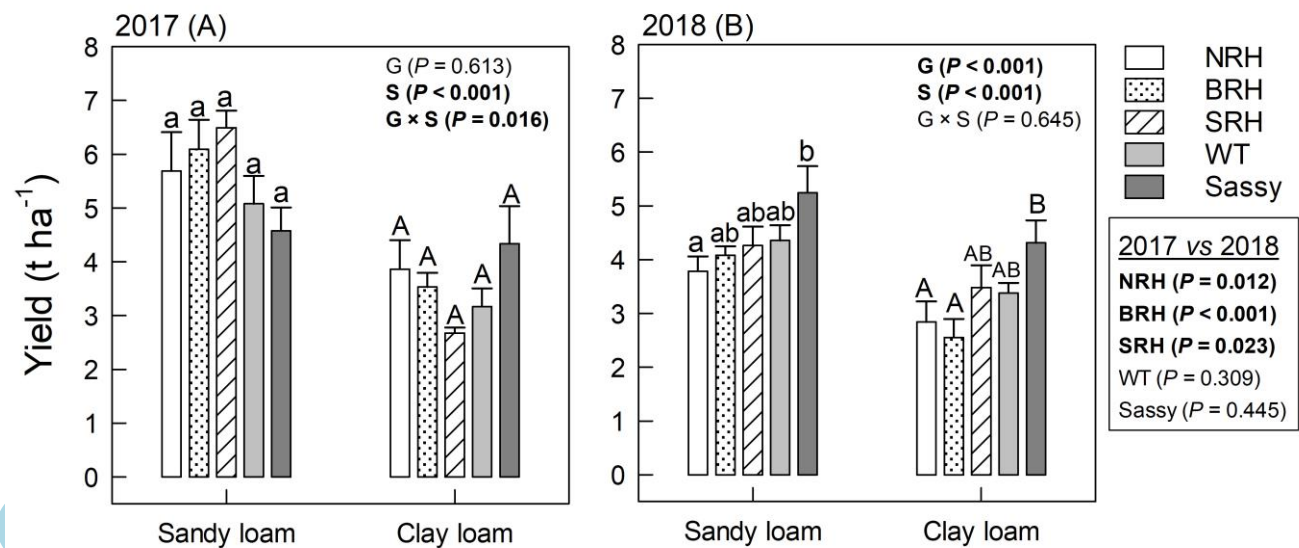 2017 (A)
8
7
6
5
4
3
2
1
0
Yield (t ha⁻¹)
G (P = 0.613)
S (P < 0.001)
G × S (P = 0.016)
a a a a a
A A A A A
Sandy loam Clay loam
2018 (B)
8
7
6
5
4
3
2
1
0
G (P < 0.001)
S (P < 0.001)
G × S (P = 0.645)
a ab ab ab b
A A AB AB B
Sandy loam Clay loam
NRH
BRH
SRH
WT
Sassy
2017 vs 2018
NRH (P = 0.012)
BRH (P < 0.001)
SRH (P = 0.023)
WT (P = 0.309)
Sassy (P = 0.445)